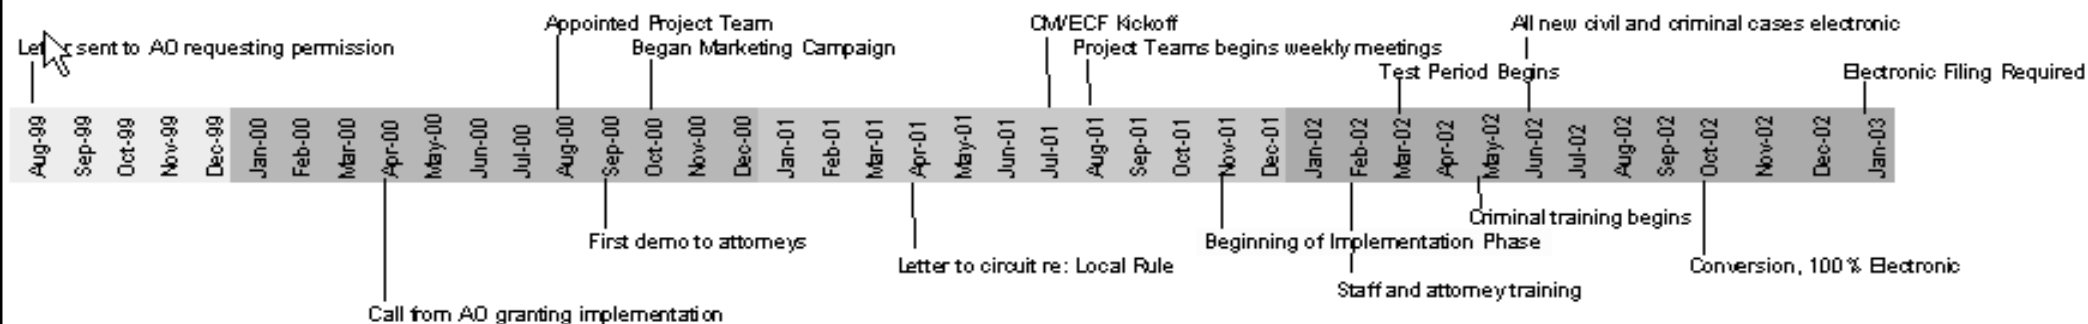 Appointed Project Team
CM/ECF Kickoff
All new civil and criminal cases electronic
sent to AO requesting permission
Began Marketing Campaign
Project Teams begins weekly meetings
Test Period Begins
Electronic Filing Required
Aug-99
Sep-99
Oct-99
Nov-99
Dec-99
Jan-00
Feb-00
Mar-00
Apr-00
May-00
Jun-00
Jul-00
Aug-00
Sep-00
Oct-00
Nov-00
Dec-00
Jan-01
Feb-01
Mar-01
Apr-01
May-01
Jun-01
Jul-01
Aug-01
Sep-01
Oct-01
Nov-01
Dec-01
Jan-02
Feb-02
Mar-02
Apr-02
May-02
Jun-02
Jul-02
Aug-02
Sep-02
Oct-02
Nov-02
Dec-02
Jan-03
Criminal training begins
First demo to attorneys
Beginning of Implementation Phase
Letter to circuit re: Local Rule
Conversion, 100% Electronic
Staff and attorney training
Call from AO granting implementation